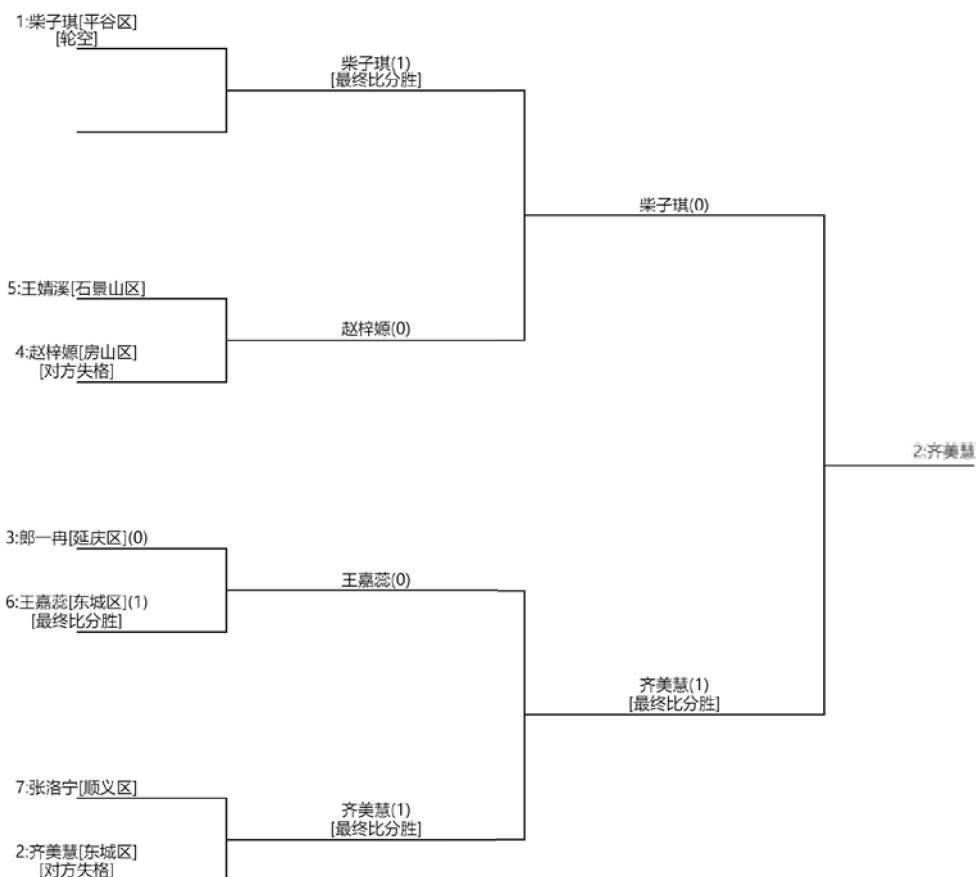 1:柴子琪[平谷区]
[轮空]
柴子琪(1)
[最终比分胜]
柴子琪(0)
5:王婧溪[石景山区]
赵梓嫄(0)
4:赵梓嫄[房山区]
[对方失格]
2:齐美慧
3:郎一冉[延庆区](0)
王嘉蕊(0)
6:王嘉蕊[东城区](1)
[最终比分胜]
齐美慧(1)
[最终比分胜]
7:张洛宁[顺义区]
齐美慧(1)
[最终比分胜]
2:齐美慧[东城区]
[对方失格]